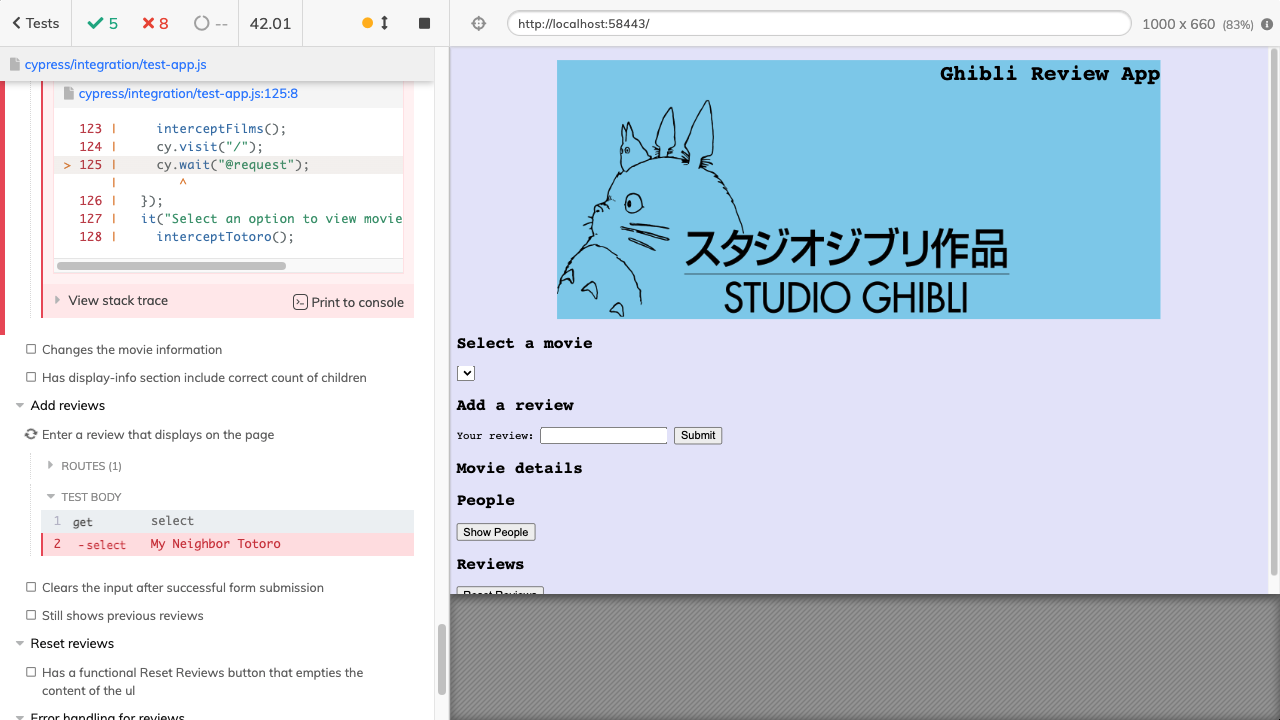 Tests
5
8
--
42.01
http://localhost:58443/
1000 x 660 (83%)
cypress/integration/test-app.js
cypress/integration/test-app.js:125:8
123 | interceptFilms();
124 | cy.visit("/");
> 125 | cy.wait("@request");
| ^
126 | });
127 | it("Select an option to view movie
128 | interceptTotoro();
View stack trace
Print to console
Changes the movie information
Has display-info section include correct count of children
Add reviews
Enter a review that displays on the page
ROUTES (1)
TEST BODY
1 get select
2 -select My Neighbor Totoro
Clears the input after successful form submission
Still shows previous reviews
Reset reviews
Has a functional Reset Reviews button that empties the
content of the ul
Error handling for reviews
Ghibli Review App
スタジオジブリ作品
STUDIO GHIBLI
Select a movie
Add a review
Your review:
Submit
Movie details
People
Show People
Reviews
Reset Reviews